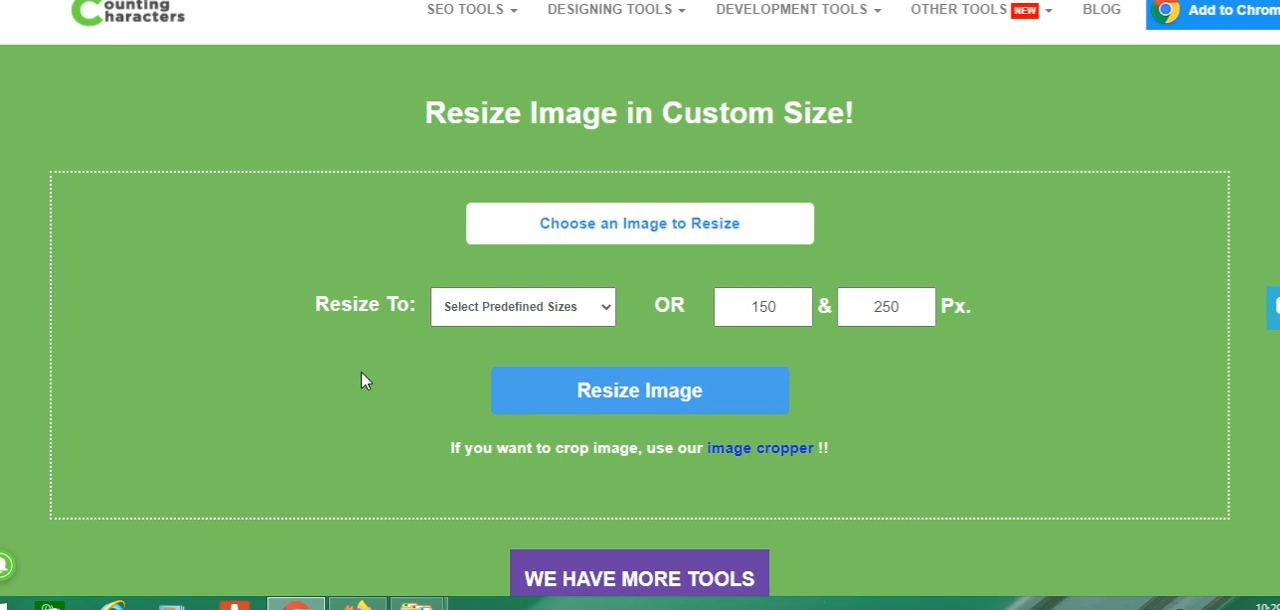 ounting
haracters
SEO TOOLS DESIGNING TOOLS DEVELOPMENT TOOLS OTHER TOOLS NEW BLOG Add to Chrom
Resize Image in Custom Size!
Choose an Image to Resize
Resize To: Select Predefined Sizes OR 150 & 250 Px.
Resize Image
If you want to crop image, use our image cropper !!
WE HAVE MORE TOOLS